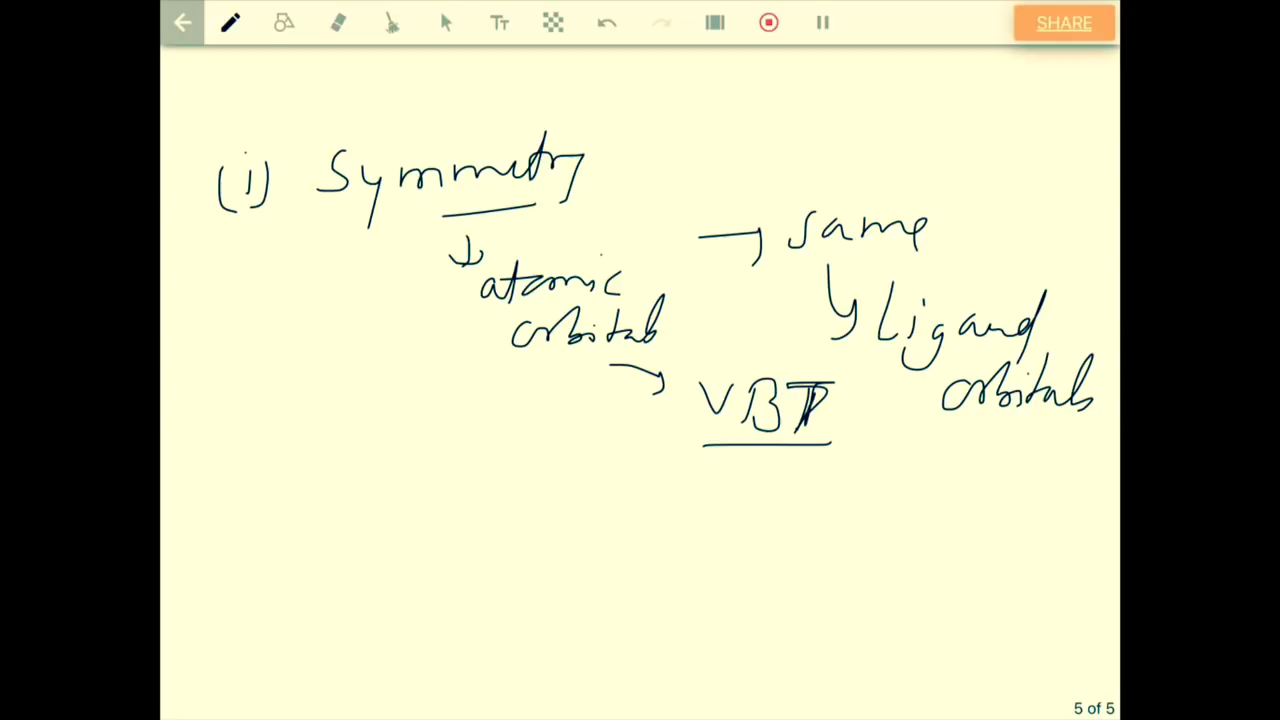 SHARE
(i) Symmetry
→ same
↓ atomic
orbitals
↳ Ligand
orbitals
→ VBT
5 of 5